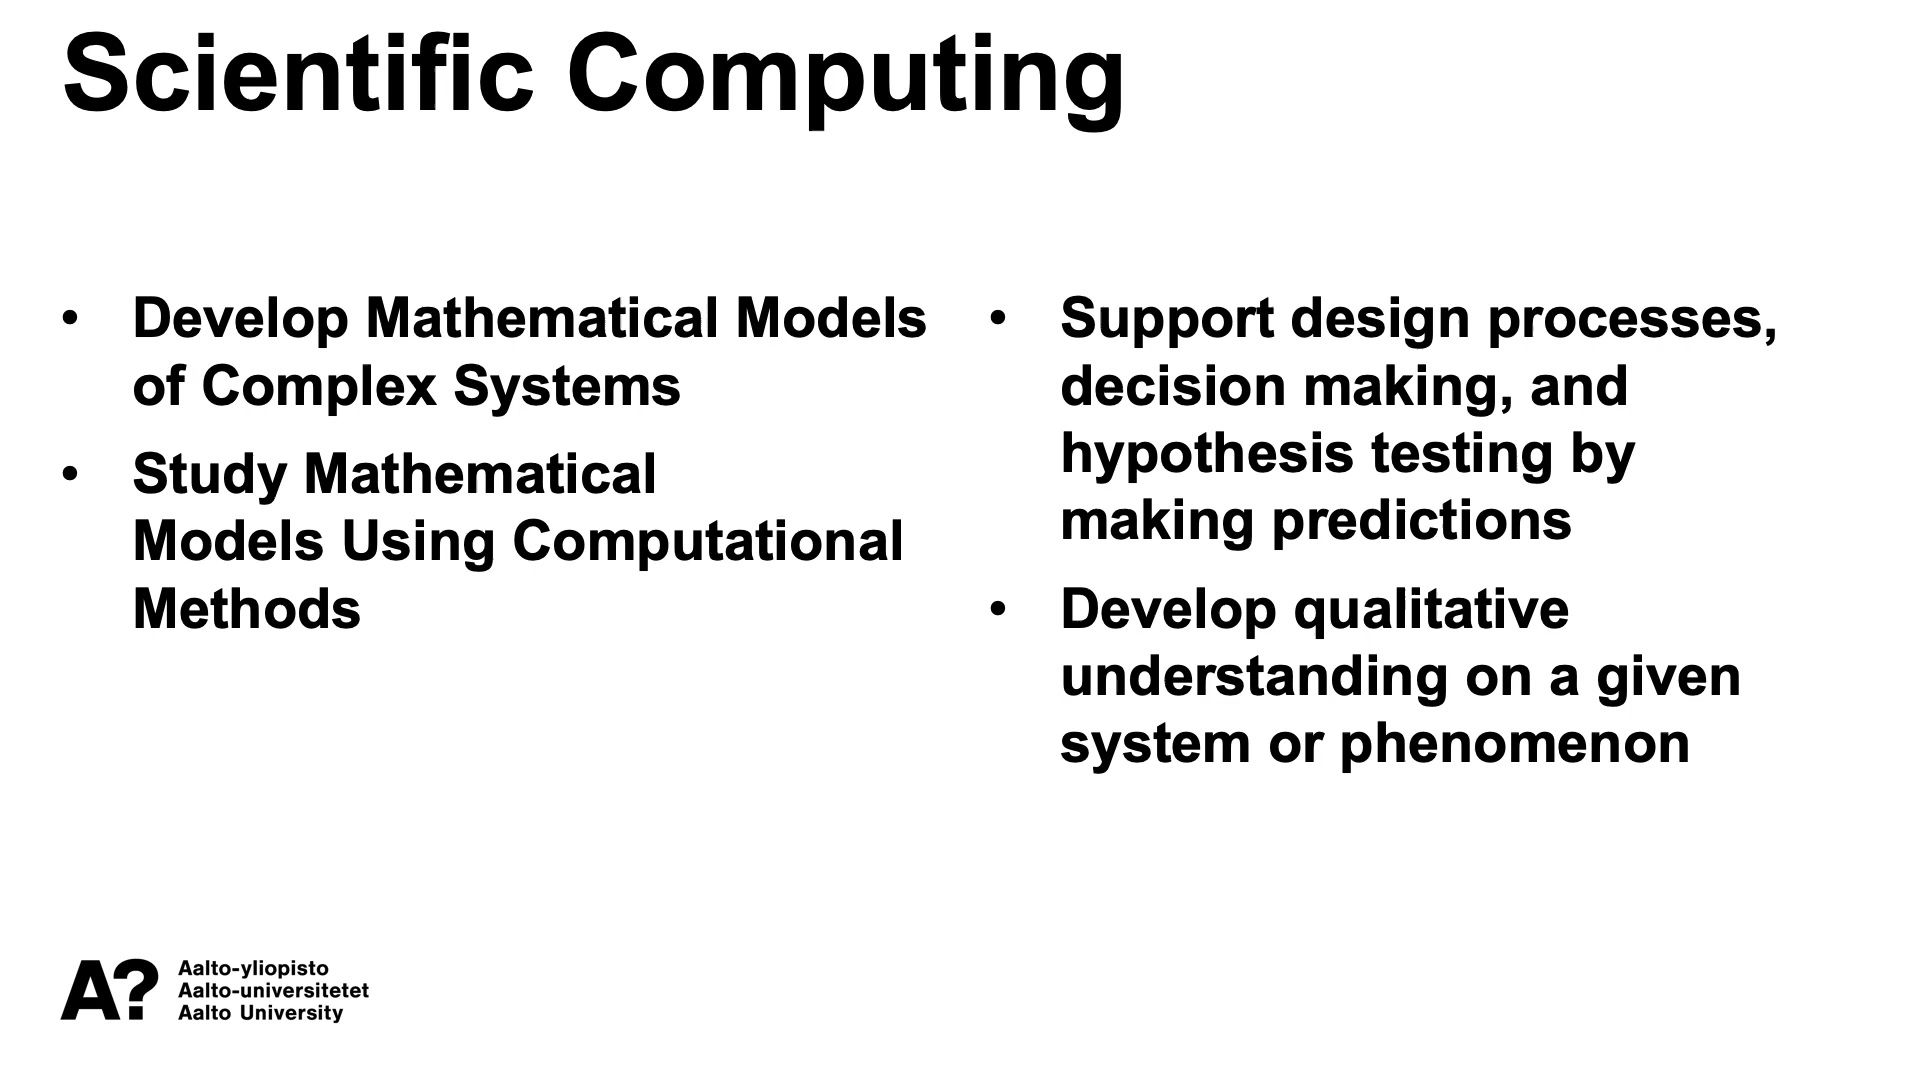 Scientific Computing
• Develop Mathematical Models
of Complex Systems
• Study Mathematical
Models Using Computational
Methods
• Support design processes,
decision making, and
hypothesis testing by
making predictions
• Develop qualitative
understanding on a given
system or phenomenon
A?
Aalto-yliopisto
Aalto-universitetet
Aalto University